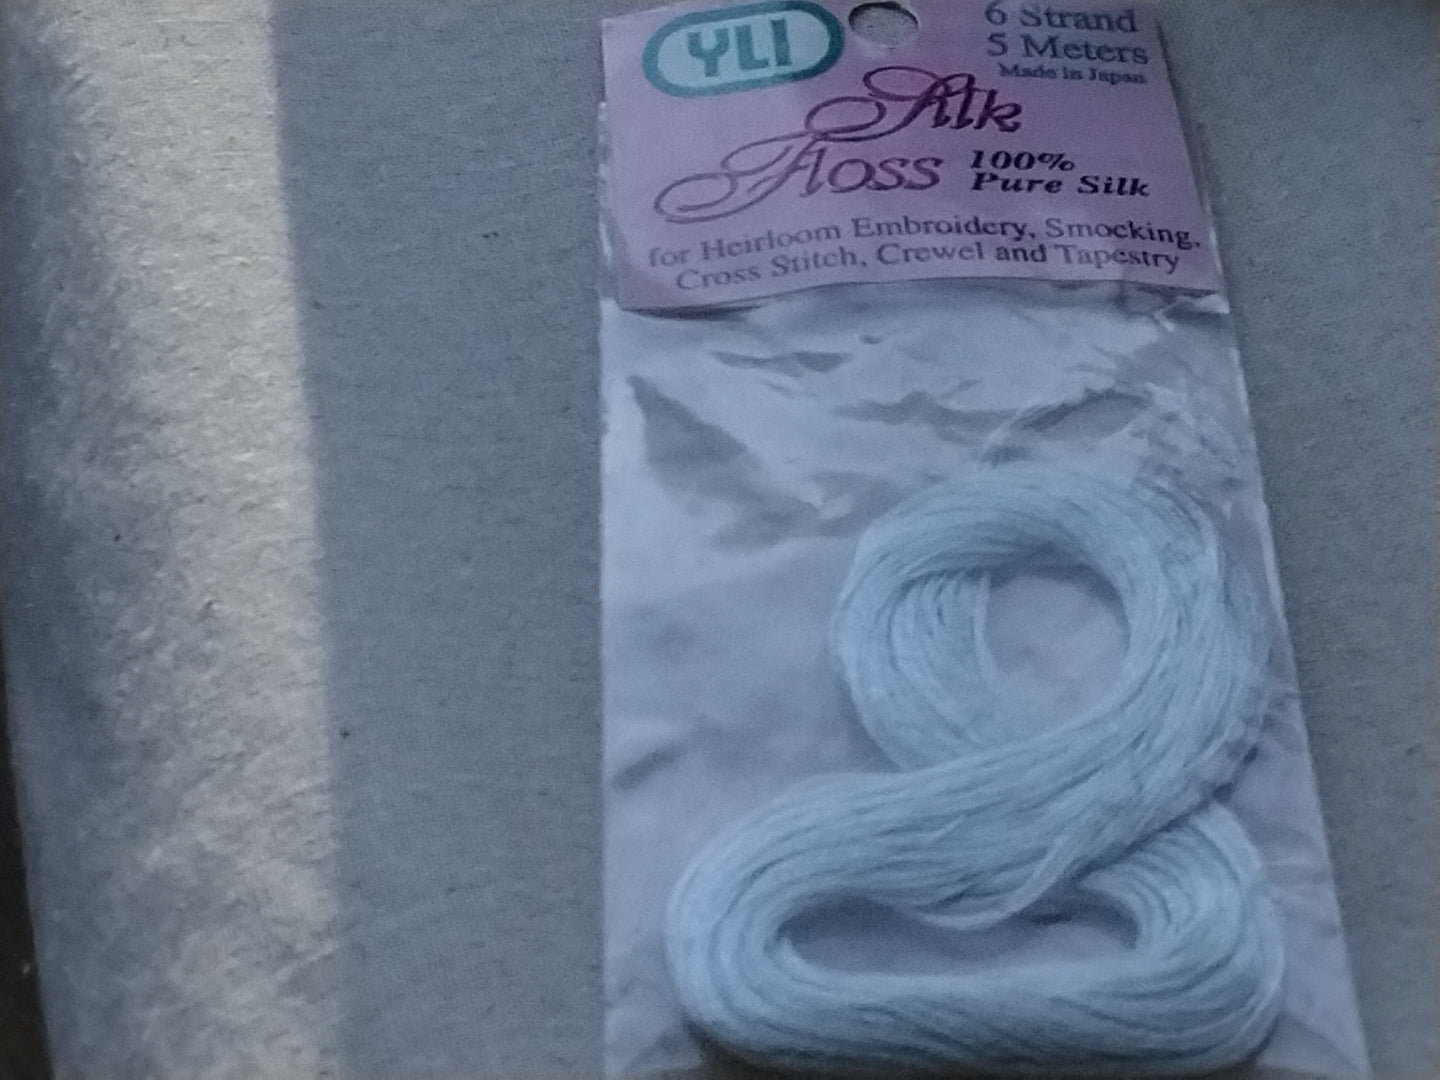 YLI
6 Strand
5 Meters
Made in Japan
Silk
Floss
100%
Pure Silk
for Heirloom Embroidery, Smocking,
Cross Stitch, Crewel and Tapestry